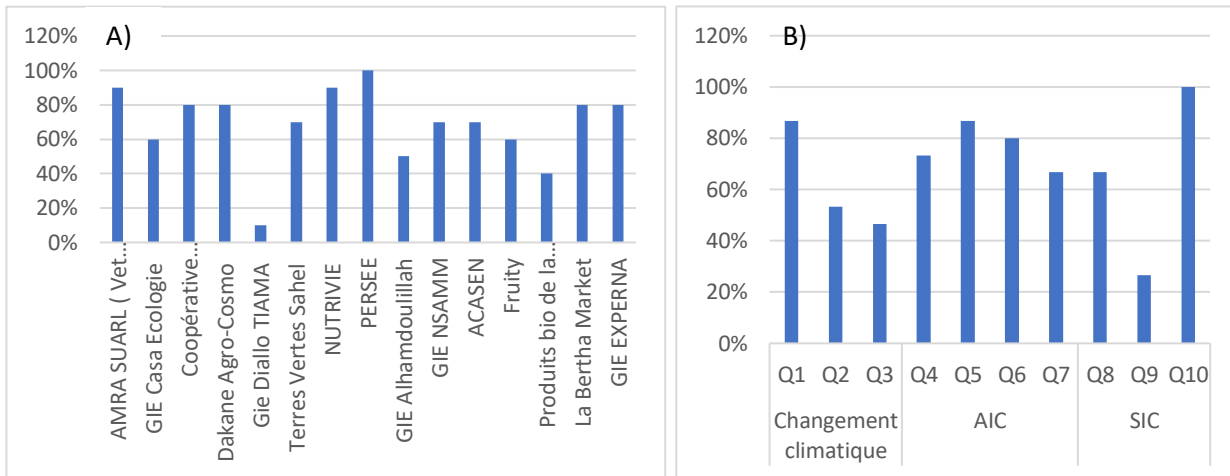 A)
120%
100%
80%
60%
40%
20%
0%
AMRA SUARL ( Vet…
GIE Casa Ecologie
Coopérative…
Dakane Agro-Cosmo
Gie Diallo TIAMA
Terres Vertes Sahel
NUTRIVIE
PERSEE
GIE Alhamdoulillah
GIE NSAMM
ACASEN
Fruity
Produits bio de la…
La Bertha Market
GIE EXPERNA
B)
120%
100%
80%
60%
40%
20%
0%
Q1 Q2 Q3 Q4 Q5 Q6 Q7 Q8 Q9 Q10
Changement
climatique
AIC
SIC